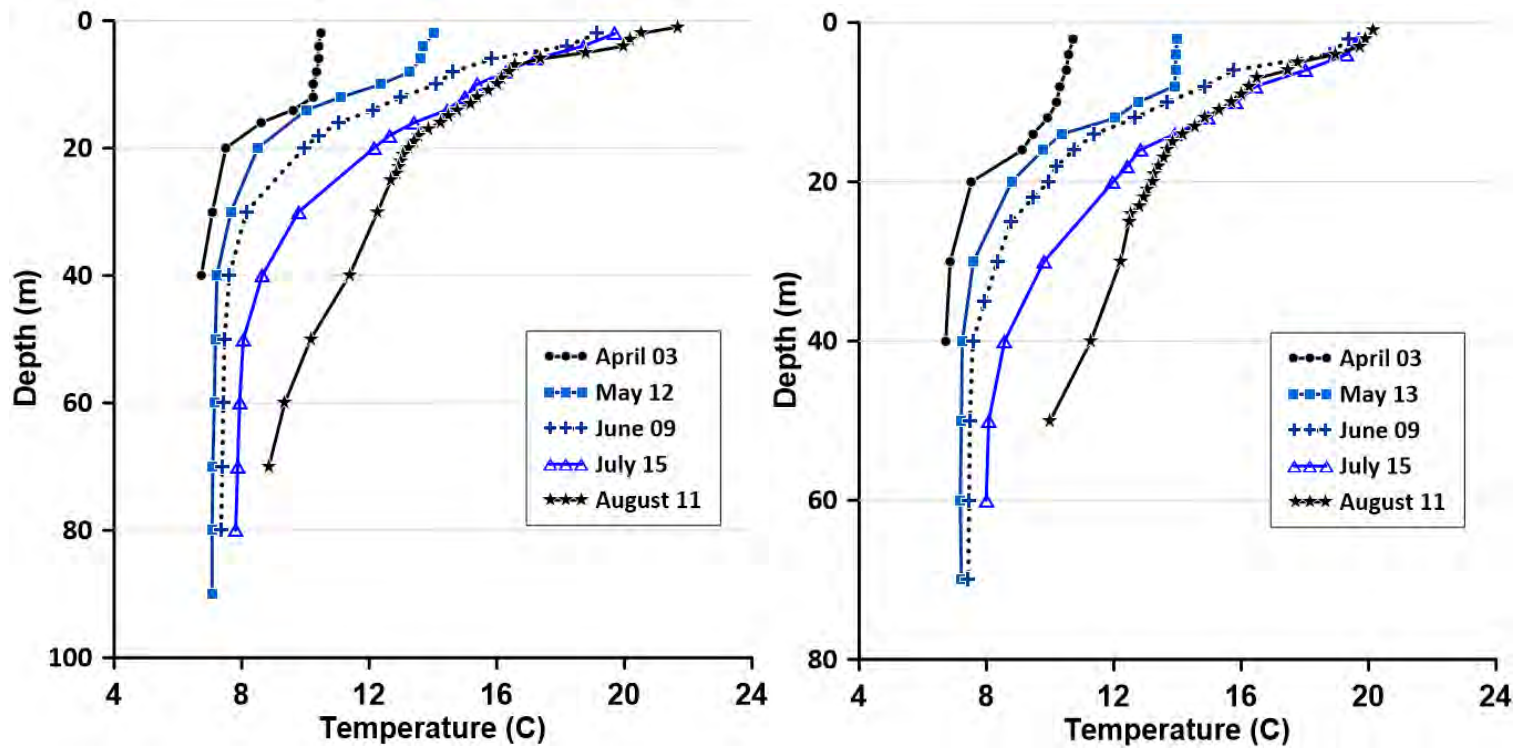 0
20
40
60
80
100
Depth (m)
4 8 12 16 20 24
Temperature (C)
April 03
May 12
June 09
July 15
August 11
0
20
40
60
80
Depth (m)
4 8 12 16 20 24
Temperature (C)
April 03
May 13
June 09
July 15
August 11